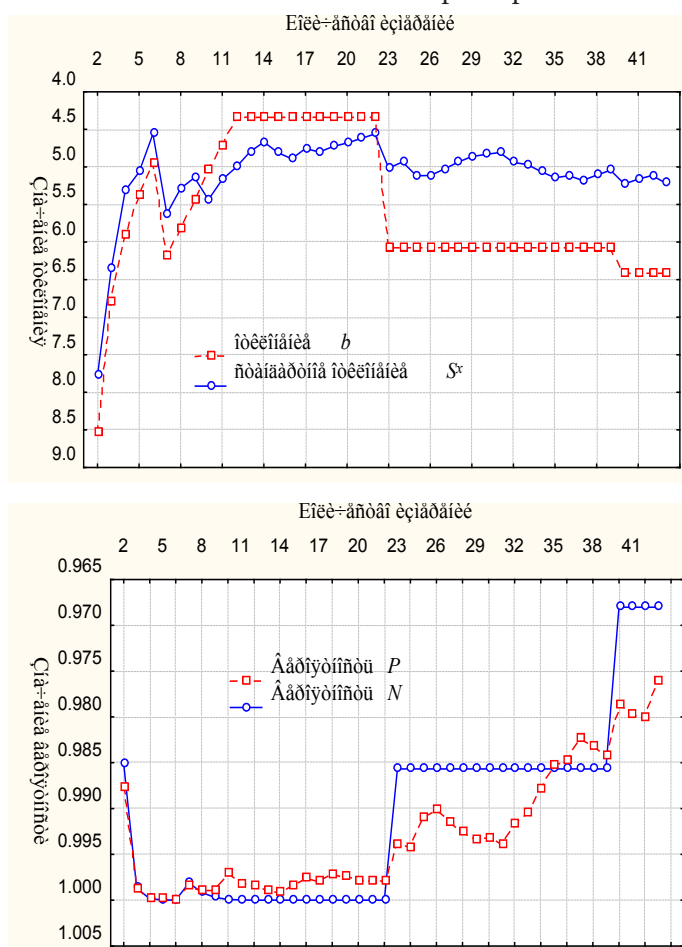 Eîëè÷åñòâî èçìåðåíèé
2 5 8 11 14 17 20 23 26 29 32 35 38 41
4.0
4.5
5.0
5.5
6.0
6.5
7.0
7.5
8.0
8.5
9.0
Çíà÷åíèå îòêëîíåíèÿ
îòêëîíåíèå b
ñòàíäàðòíîå îòêëîíåíèå Sx
Eîëè÷åñòâî èçìåðåíèé
2 5 8 11 14 17 20 23 26 29 32 35 38 41
0.965
0.970
0.975
0.980
0.985
0.990
0.995
1.000
1.005
Çíà÷åíèå âåðîÿòíîñòè
Âåðîÿòíîñòü P
Âåðîÿòíîñòü N